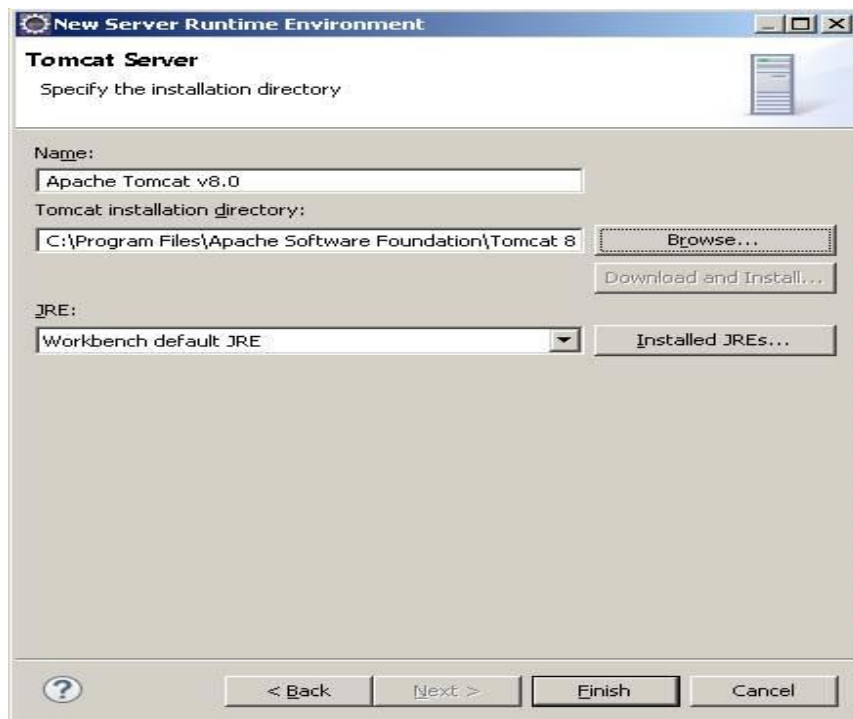 New Server Runtime Environment
Tomcat Server
Specify the installation directory
Name:
Apache Tomcat v8.0
Tomcat installation directory:
C:\Program Files\Apache Software Foundation\Tomcat 8 Browse...
Download and Install...
JRE:
Workbench default JRE Installed JREs...
? < Back Next > Finish Cancel